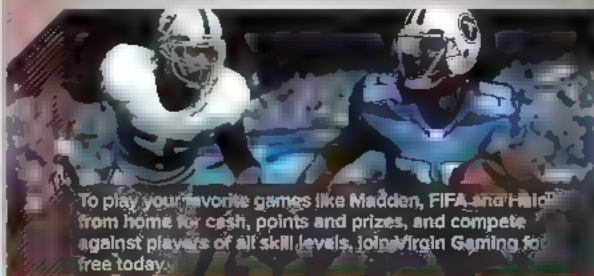 To play your favorite games like Madden, FIFA and Halo
from home for cash, points and prizes, and compete
against players of all skill levels, join Virgin Gaming for
free today.